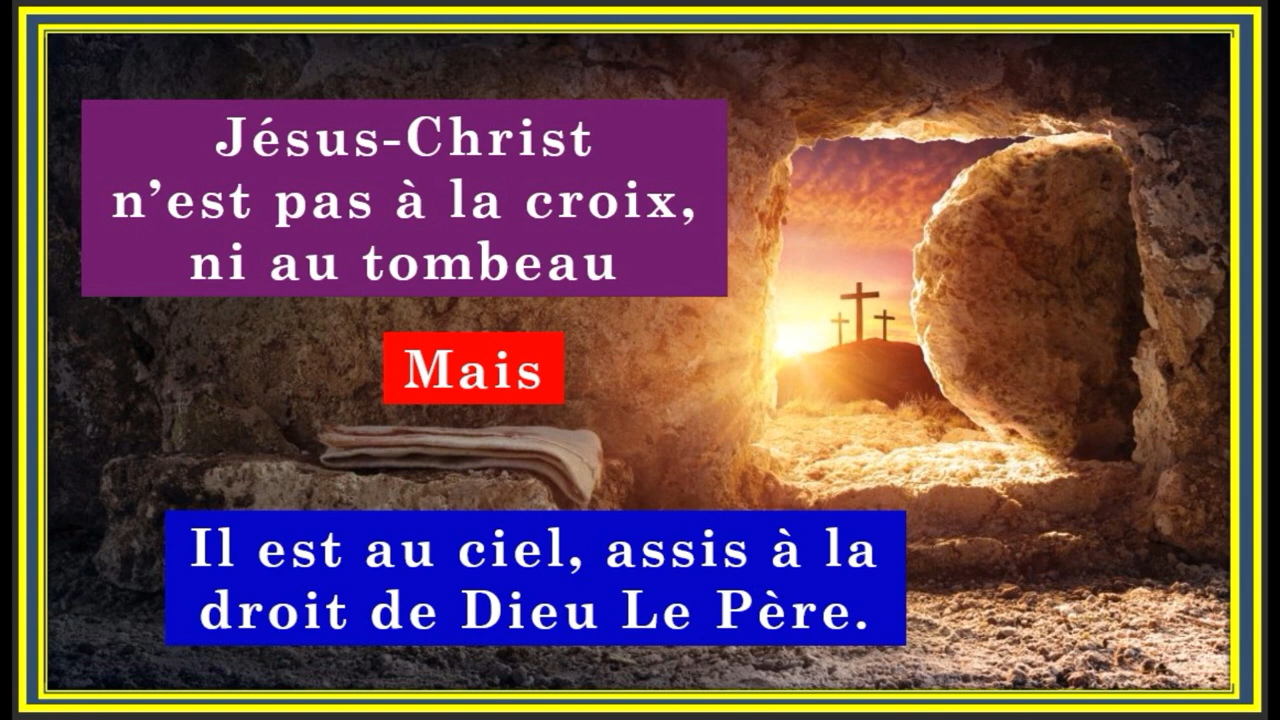 Jésus-Christ
n’est pas à la croix,
ni au tombeau
Mais
Il est au ciel, assis à la
droit de Dieu Le Père.